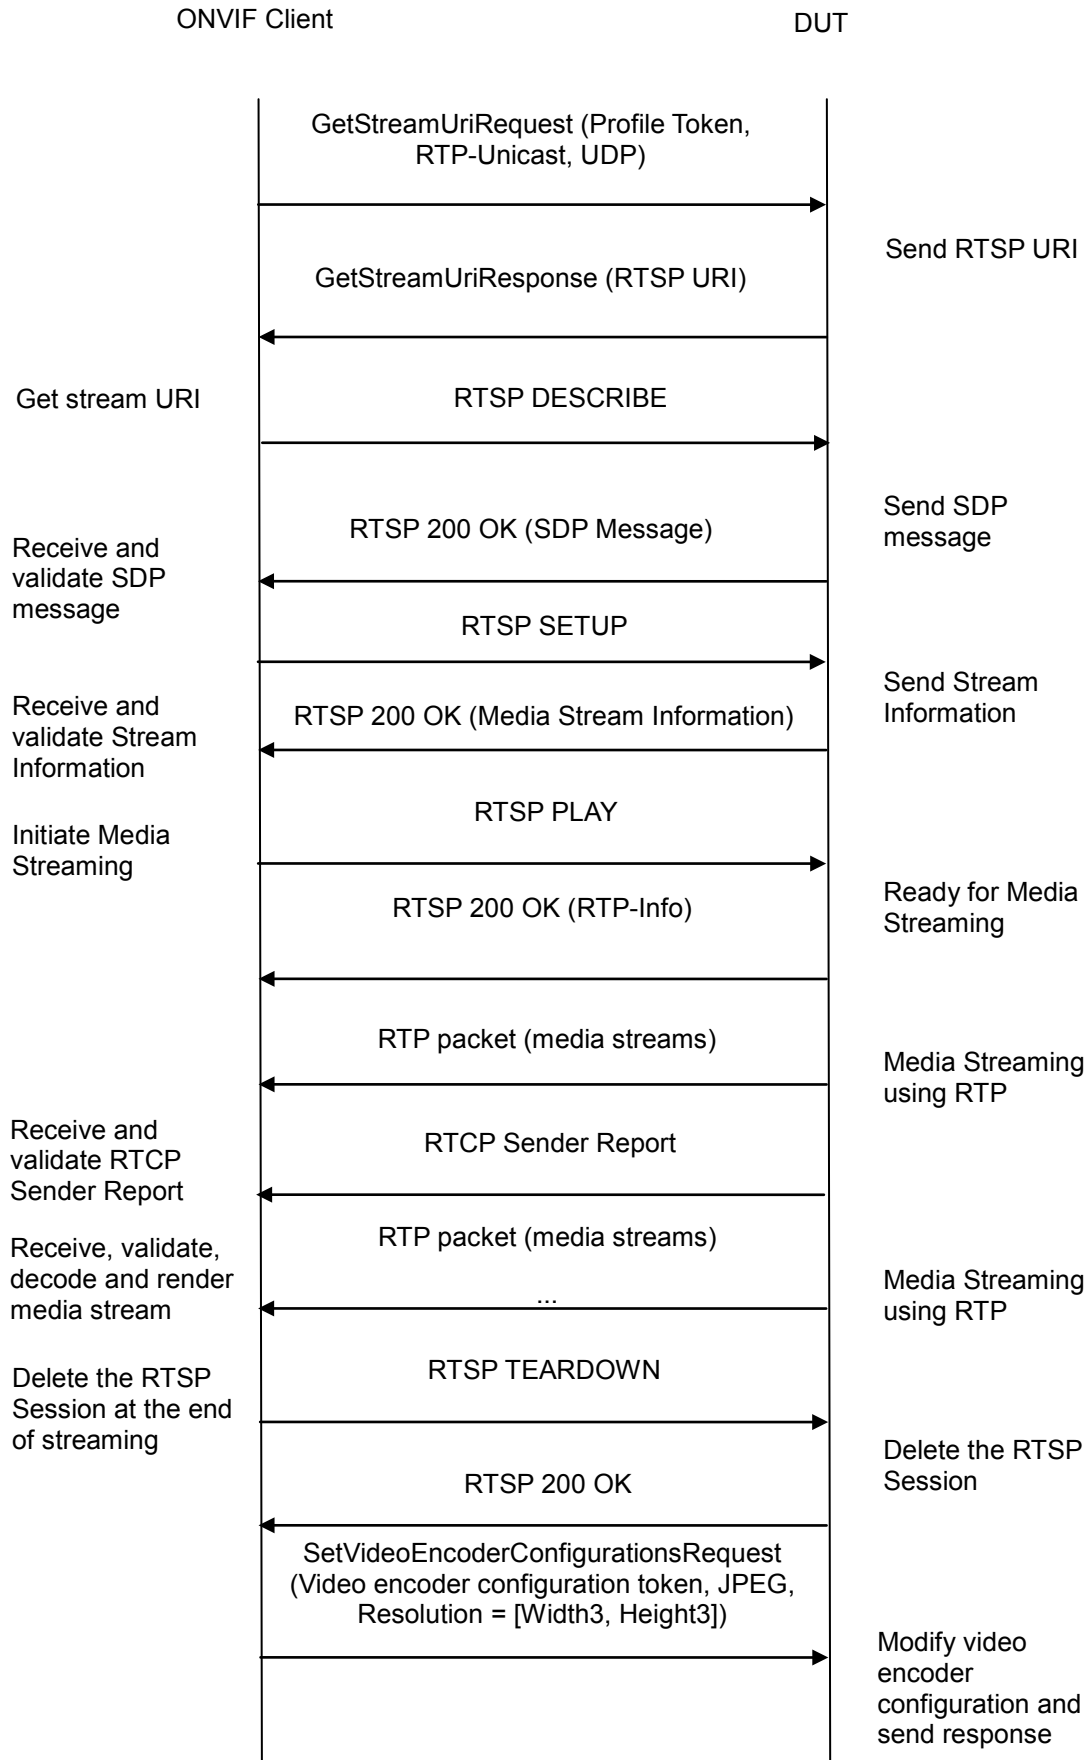 ONVIF Client
DUT
GetStreamUriRequest (Profile Token,
RTP-Unicast, UDP)
Send RTSP URI
GetStreamUriResponse (RTSP URI)
Get stream URI
RTSP DESCRIBE
Send SDP
message
RTSP 200 OK (SDP Message)
Receive and
validate SDP
message
RTSP SETUP
Send Stream
Information
Receive and
validate Stream
Information
RTSP 200 OK (Media Stream Information)
RTSP PLAY
Initiate Media
Streaming
Ready for Media
Streaming
RTSP 200 OK (RTP-Info)
RTP packet (media streams)
Media Streaming
using RTP
Receive and
validate RTCP
Sender Report
RTCP Sender Report
RTP packet (media streams)
...
Receive, validate,
decode and render
media stream
Media Streaming
using RTP
RTSP TEARDOWN
Delete the RTSP
Session at the end
of streaming
Delete the RTSP
Session
RTSP 200 OK
SetVideoEncoderConfigurationsRequest
(Video encoder configuration token, JPEG,
Resolution = [Width3, Height3])
Modify video
encoder
configuration and
send response